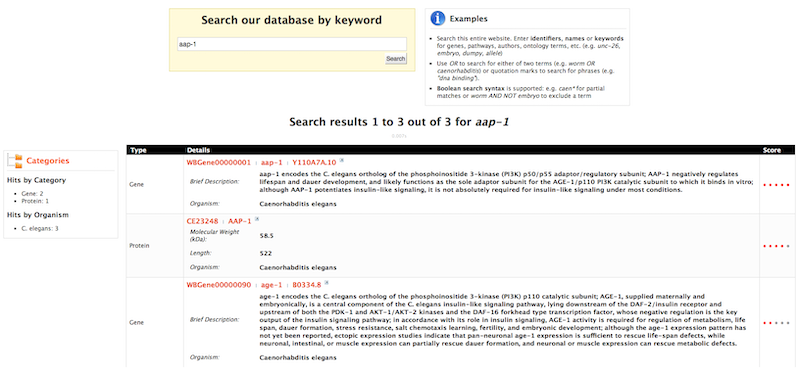 Search our database by keyword
aap-1
Search
Examples
• Search this entire website. Enter identifiers, names or keywords
for genes, pathways, authors, ontology terms, etc. (e.g. unc-26,
embryo, dumpy, allele)
• Use OR to search for either of two terms (e.g. worm OR
caenorhabditis) or quotation marks to search for phrases (e.g.
"dna binding").
• Boolean search syntax is supported: e.g. caen* for partial
matches or worm AND NOT embryo to exclude a term
Search results 1 to 3 out of 3 for aap-1
Categories
Hits by Category
• Gene: 2
• Protein: 1
Hits by Organism
• C. elegans: 3
Type Details Score
WBGene00000001 : aap-1 : Y110A7A.10
Gene
Brief Description:
aap-1 encodes the C. elegans ortholog of the phosphoinositide 3-kinase (PI3K) p50/p55 adaptor/regulatory subunit; AAP-1 negatively regulates
lifespan and dauer development, and likely functions as the sole adaptor subunit for the AGE-1/p110 PI3K catalytic subunit to which it binds in vitro;
although AAP-1 potentiates insulin-like signaling, it is not absolutely required for insulin-like signaling under most conditions.
Organism: Caenorhabditis elegans
CE23248 : AAP-1
Protein
Molecular Weight
(kDa): 58.5
Length: 522
Organism: Caenorhabditis elegans
WBGene00000090 : age-1 : B0334.8
Gene
Brief Description:
age-1 encodes the C. elegans ortholog of the phosphoinositide 3-kinase (PI3K) p110 catalytic subunit; AGE-1, supplied maternally and
embryonically, is a central component of the C. elegans insulin-like signaling pathway, lying downstream of the DAF-2/insulin receptor and
upstream of both the PDK-1 and AKT-1/AKT-2 kinases and the DAF-16 forkhead type transcription factor, whose negative regulation is the key
output of the insulin signaling pathway; in accordance with its role in insulin signaling, AGE-1 activity is required for regulation of metabolism, life
span, dauer formation, stress resistance, salt chemotaxis learning, fertility, and embryonic development; although the age-1 expression pattern has
not yet been reported, ectopic expression studies indicate that pan-neuronal age-1 expression is sufficient to rescue life-span defects, while
neuronal, intestinal, or muscle expression can partially rescue dauer formation, and neuronal or muscle expression can rescue metabolic defects.
Organism: Caenorhabditis elegans